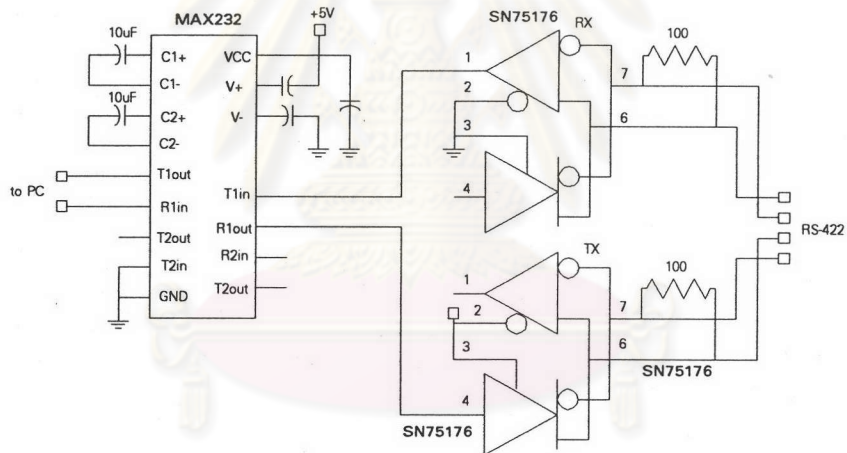 MAX232
10uF
C1+
C1-
10uF
C2+
C2-
to PC
T1out
R1in
T2out
T2in
GND
VCC
V+
V-
T1in
R1out
R2in
T2out
+5V
SN75176
RX
1
2
3
4
7
6
100
RS-422
TX
1
2
3
4
7
6
100
SN75176
SN75176